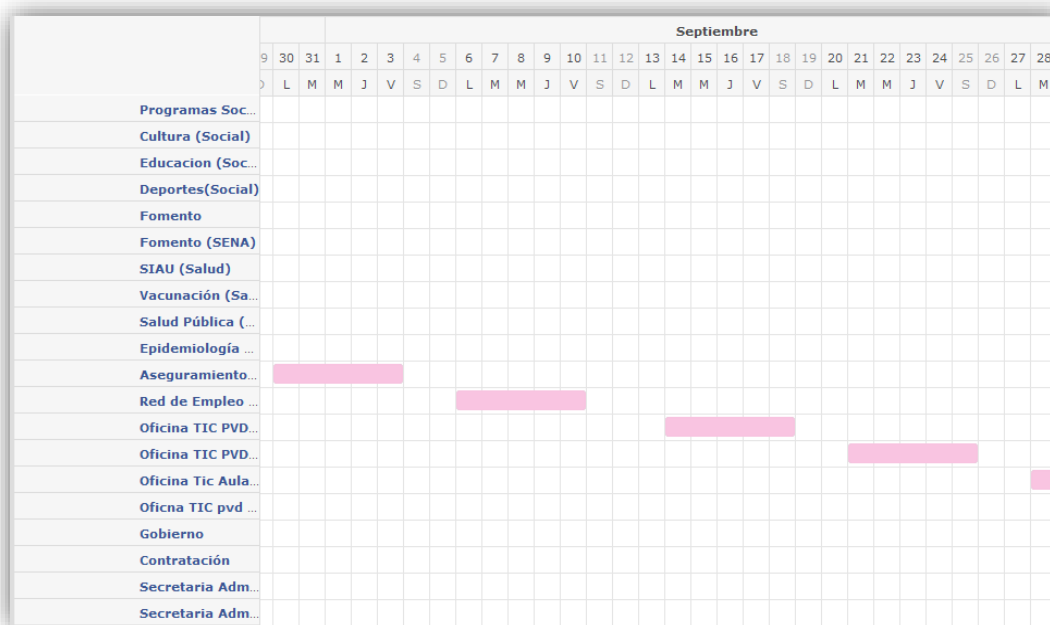 Septiembre
9 30 31 1 2 3 4 5 6 7 8 9 10 11 12 13 14 15 16 17 18 19 20 21 22 23 24 25 26 27 28
D L M M J V S D L M M J V S D L M M J V S D L M M J V S D L M
Programas Soc...
Cultura (Social)
Educacion (Soc...
Deportes(Social)
Fomento
Fomento (SENA)
SIAU (Salud)
Vacunación (Sa...
Salud Pública (...
Epidemiología ...
Aseguramiento...
Red de Empleo ...
Oficina TIC PVD...
Oficina TIC PVD...
Oficina Tic Aula...
Oficna TIC pvd ...
Gobierno
Contratación
Secretaria Adm...
Secretaria Adm...